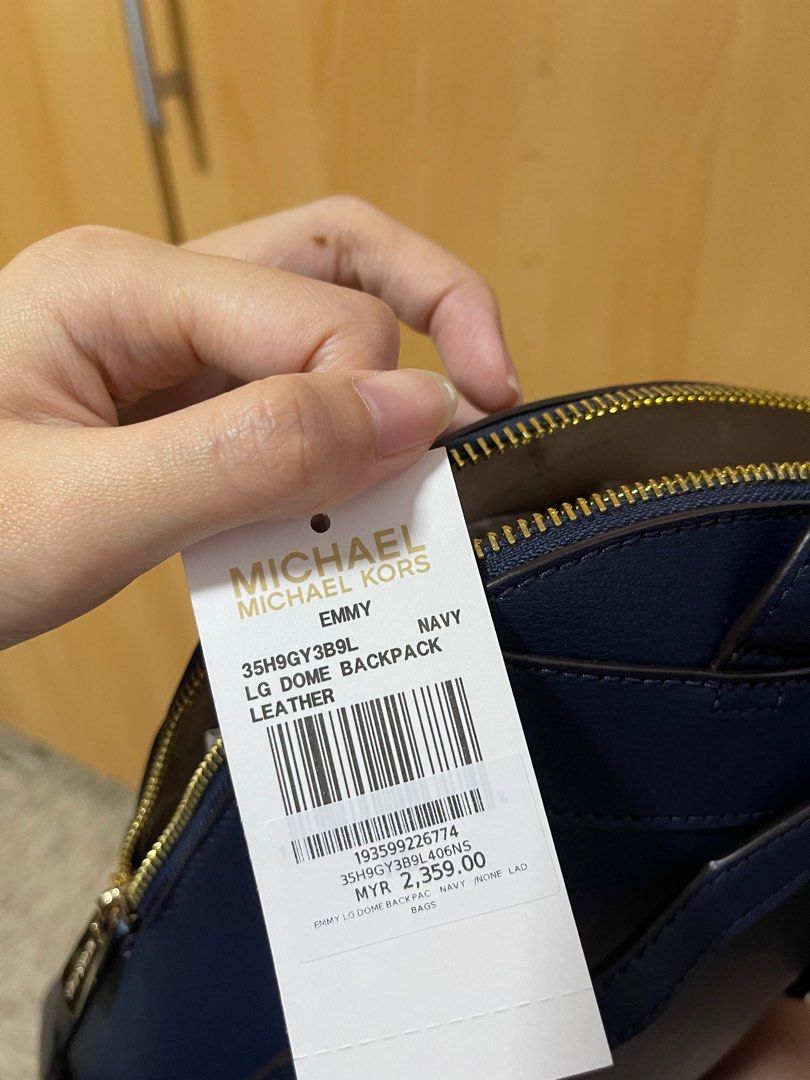 MICHAEL
MICHAEL KORS
EMMY
35H9GY3B9L NAVY
LG DOME BACKPACK
LEATHER
193599226774
35H9GY3B9L406NS
MYR 2,359.00
EMMY LG DOME BACKPAC NAVY /NONE LAD
BAGS